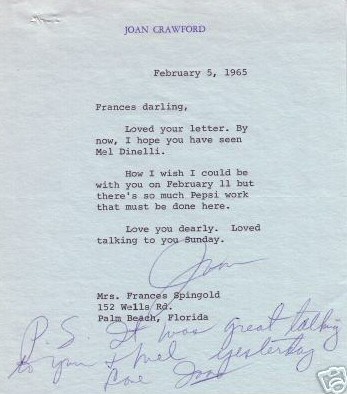 JOAN CRAWFORD
February 5, 1965
Frances darling,
Loved your letter. By
now, I hope you have seen
Mel Dinelli.
How I wish I could be
with you on February 11 but
there's so much Pepsi work
that must be done here.
Love you dearly. Loved
talking to you Sunday.
Joan
Mrs. Frances Spingold
152 Wells Rd.
Palm Beach, Florida
P.S. It was great talking
to you & Mel yesterday
Love Joan